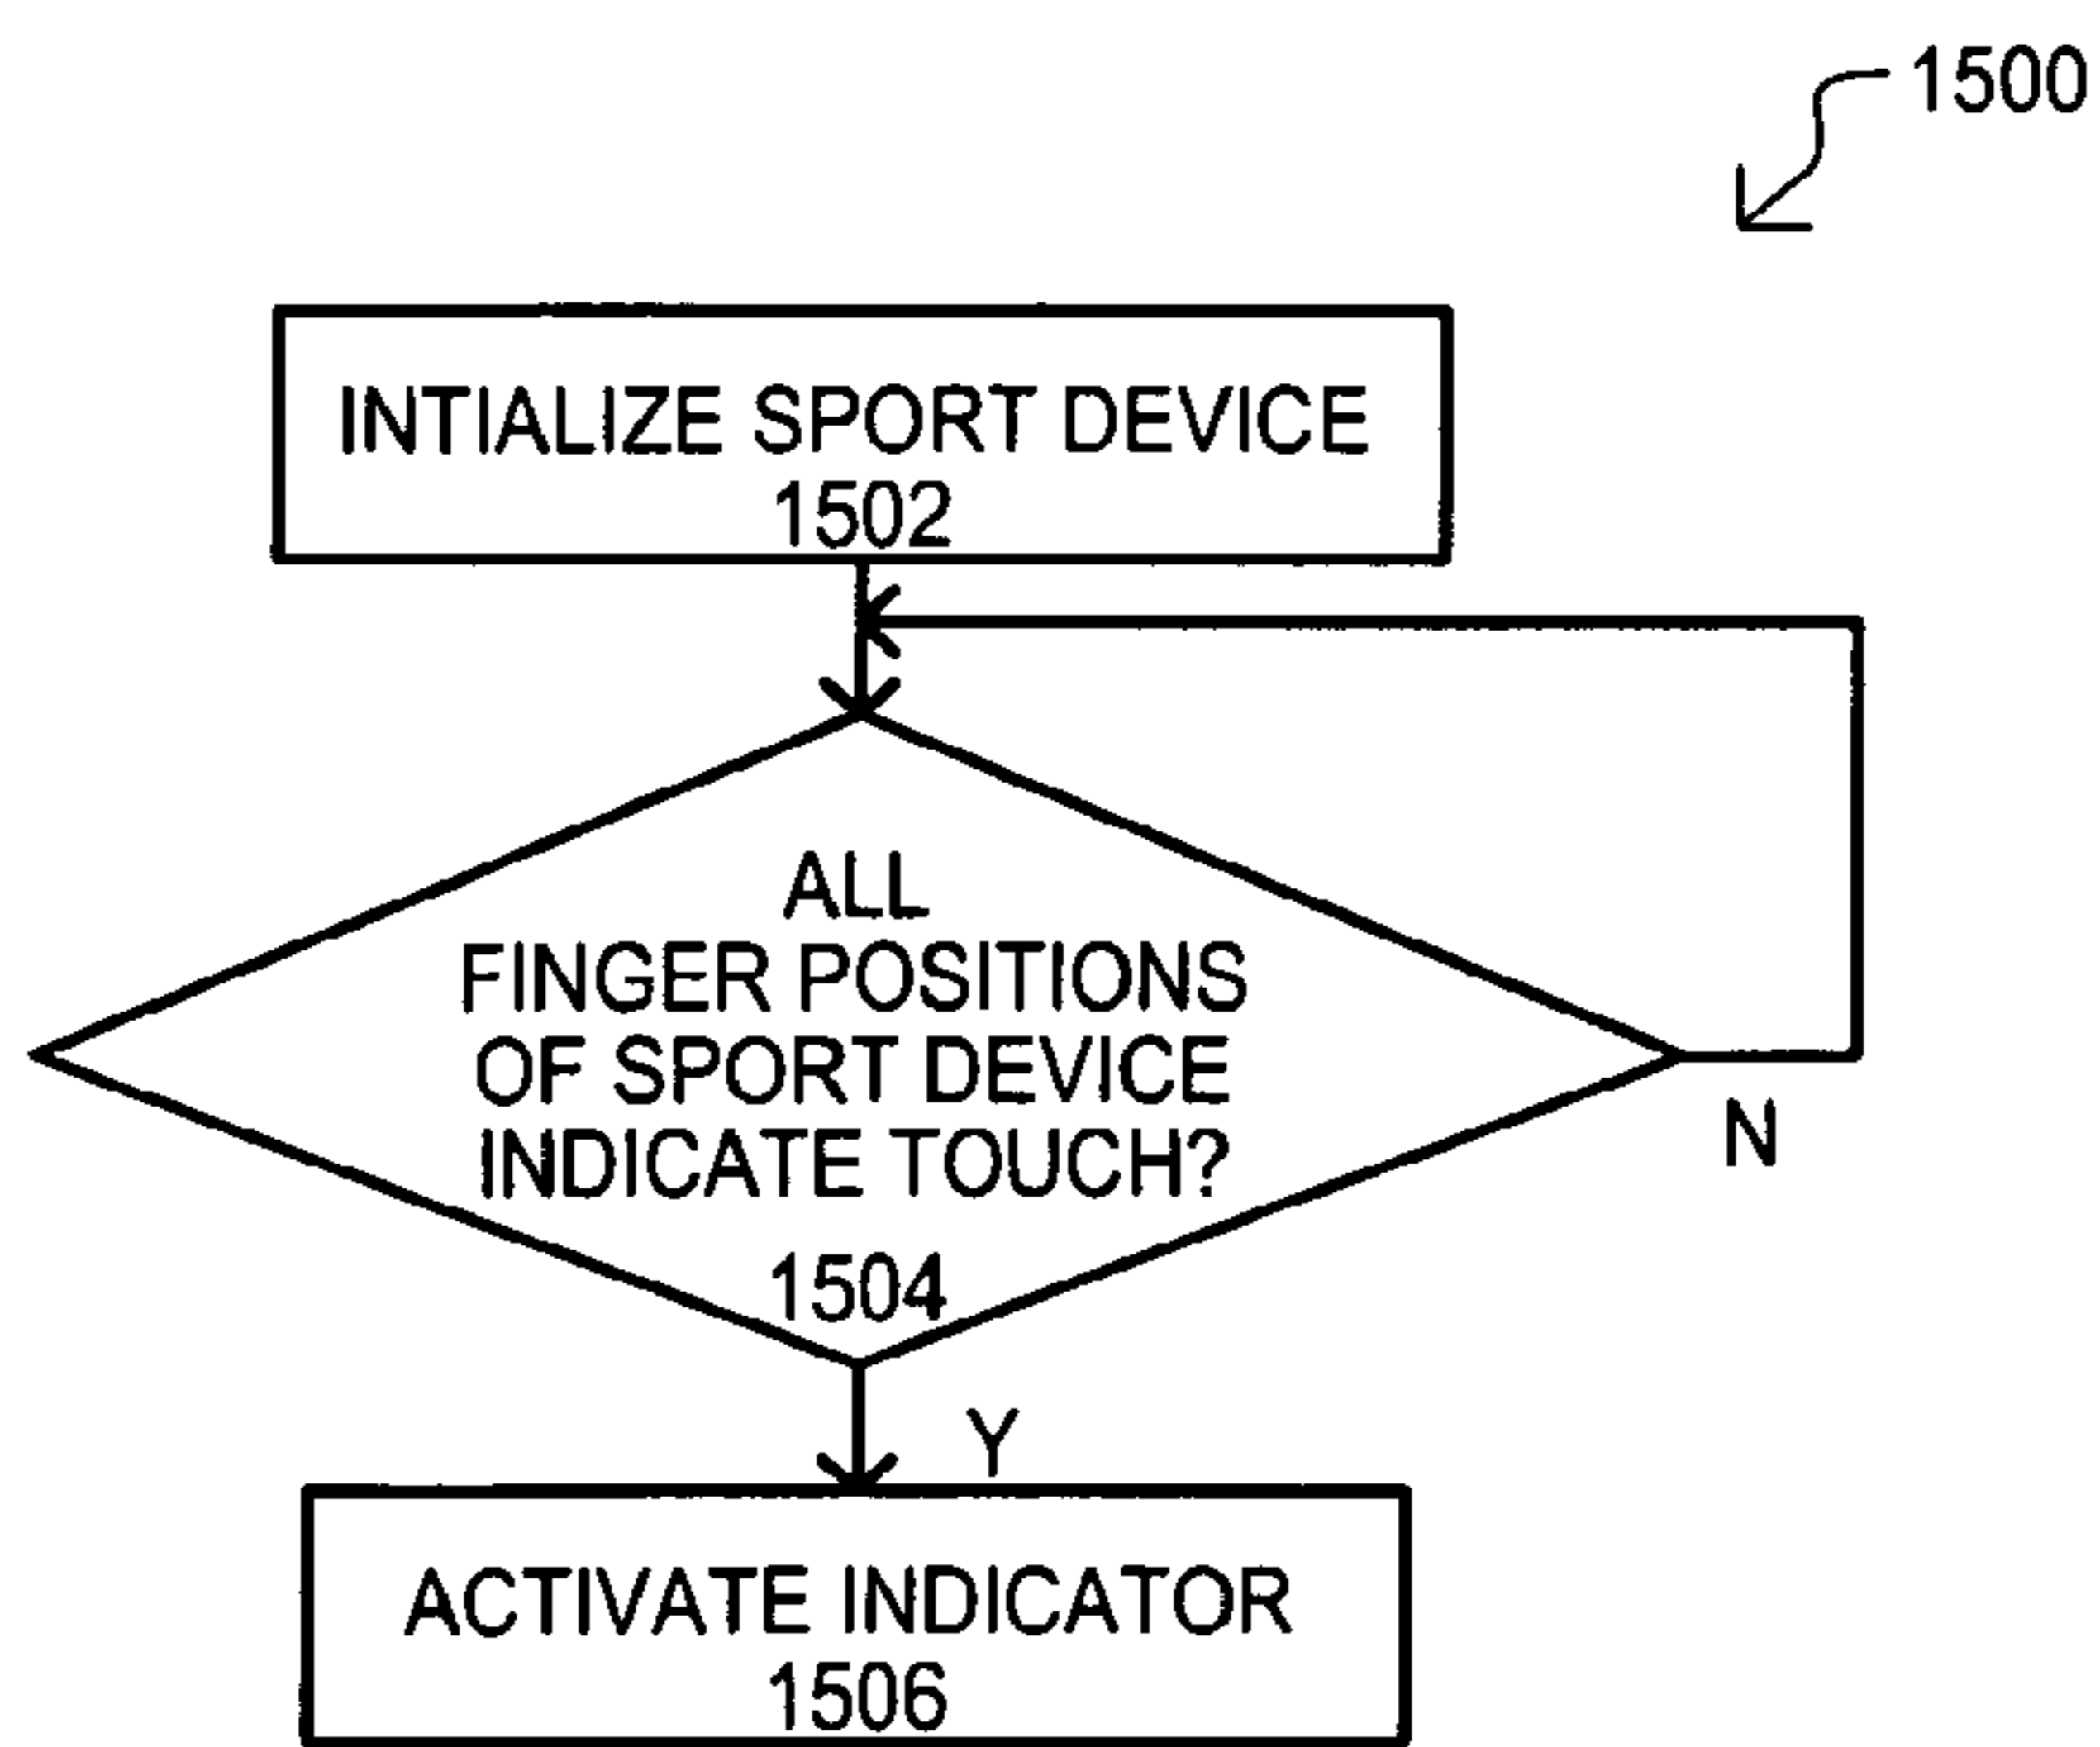 1500
INTIALIZE SPORT DEVICE
1502
ALL
FINGER POSITIONS
OF SPORT DEVICE
INDICATE TOUCH?
1504
N
Y
ACTIVATE INDICATOR
1506